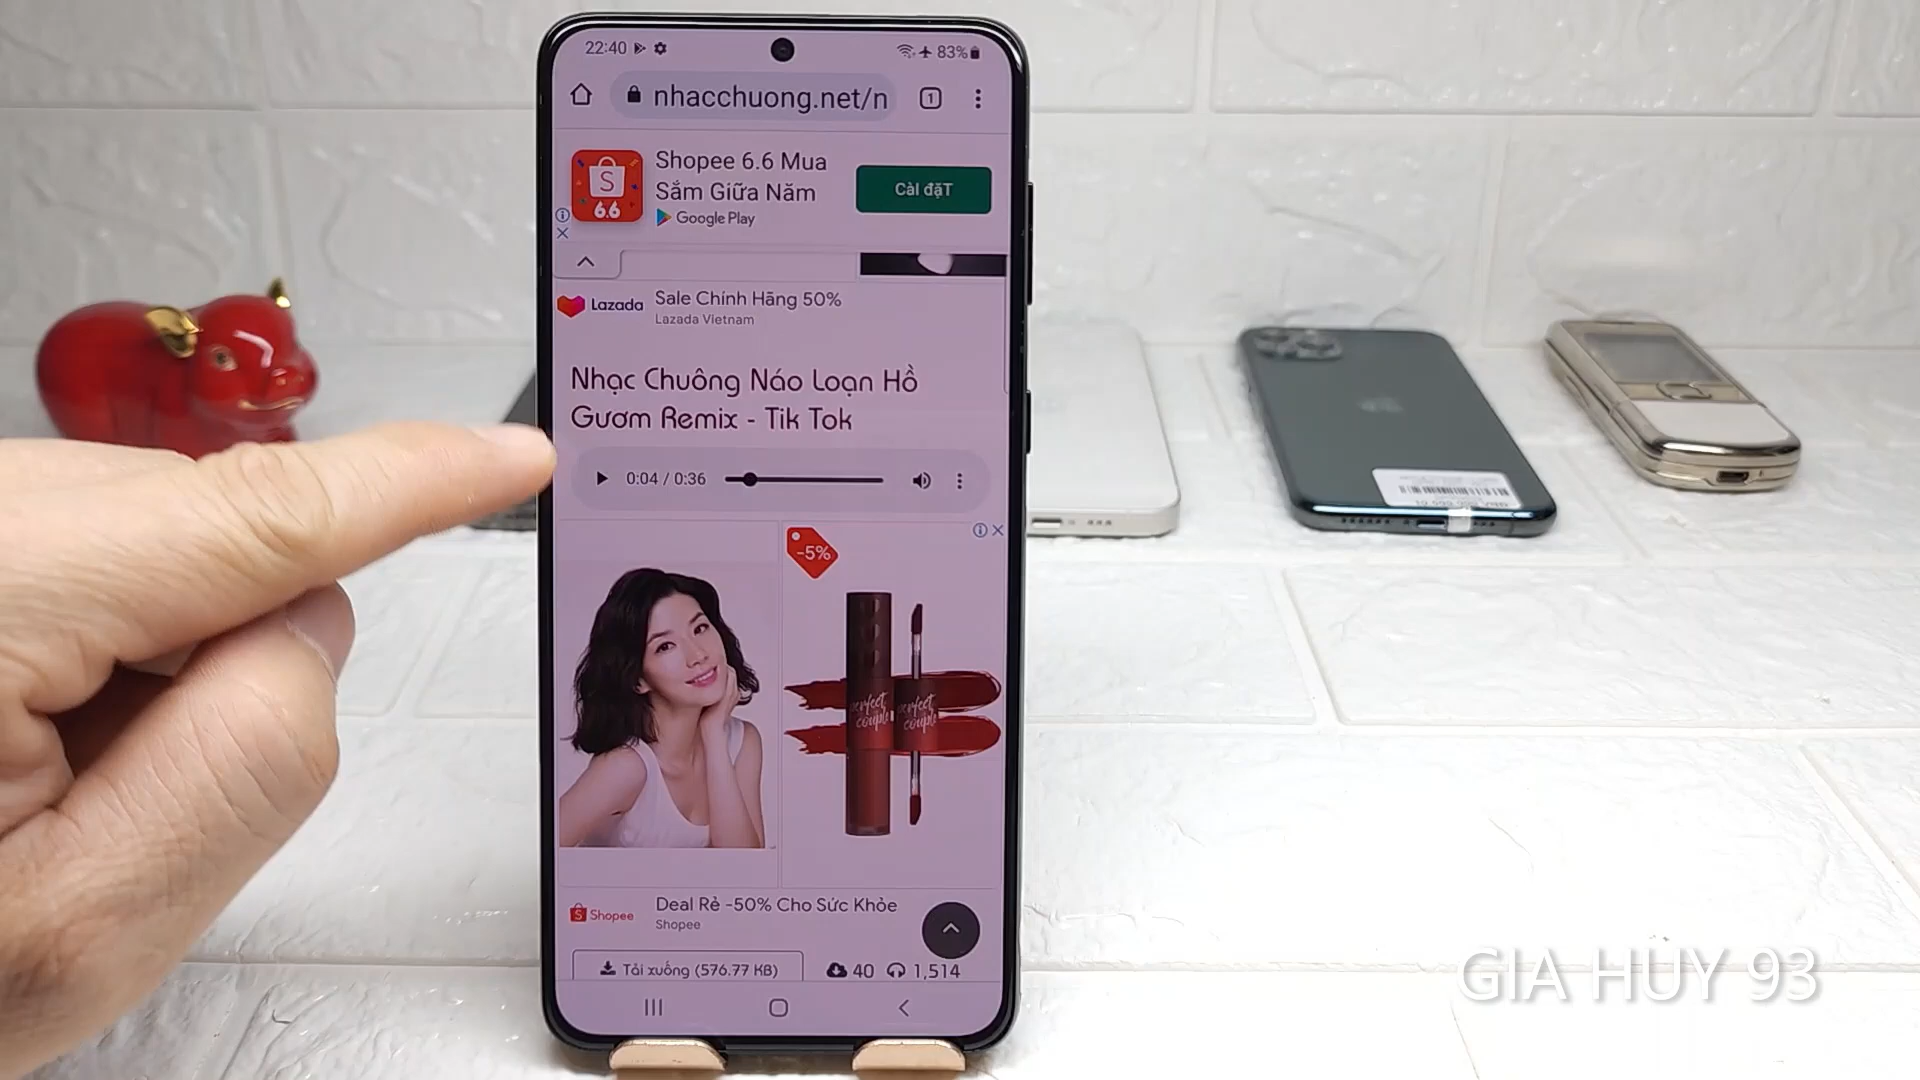 22:40
83%
nhacchuong.net/n
1
Shopee 6.6 Mua
Sắm Giữa Năm
Google Play
Cài đặT
S
6.6
Lazada
Sale Chính Hãng 50%
Lazada Vietnam
Nhạc Chuông Náo Loạn Hồ
Gươm Remix - Tik Tok
0:04 / 0:36
-5%
perfect
couple
perfect
couple
Shopee
Deal Rẻ -50% Cho Sức Khỏe
Shopee
Tải xuống (576.77 KB)
40
1,514
GIA HUY 93